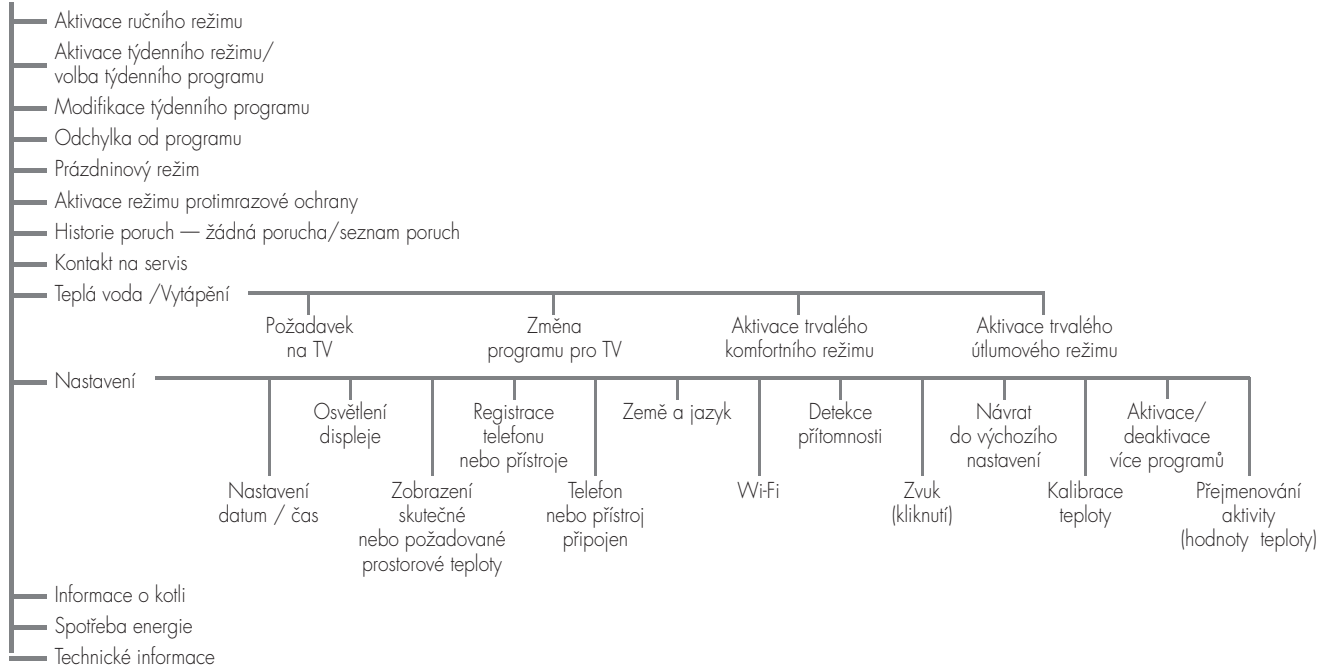 Aktivace ručního režimu
Aktivace týdenního režimu/
volba týdenního programu
Modifikace týdenního programu
Odchylka od programu
Prázdninový režim
Aktivace režimu protimrazové ochrany
Historie poruch — žádná porucha/seznam poruch
Kontakt na servis
Teplá voda /Vytápění
Požadavek
na TV
Změna
programu pro TV
Aktivace trvalého
komfortního režimu
Aktivace trvalého
útlumového režimu
Nastavení
Osvětlení
displeje
Registrace
telefonu
nebo přístroje
Země a jazyk
Detekce
přítomnosti
Návrat
do výchozího
nastavení
Aktivace/
deaktivace
více programů
Nastavení
datum / čas
Zobrazení
skutečné
nebo požadované
prostorové teploty
Telefon
nebo přístroj
připojen
Wi-Fi
Zvuk
(kliknutí)
Kalibrace
teploty
Přejmenování
aktivity
(hodnoty teploty)
Informace o kotli
Spotřeba energie
Technické informace